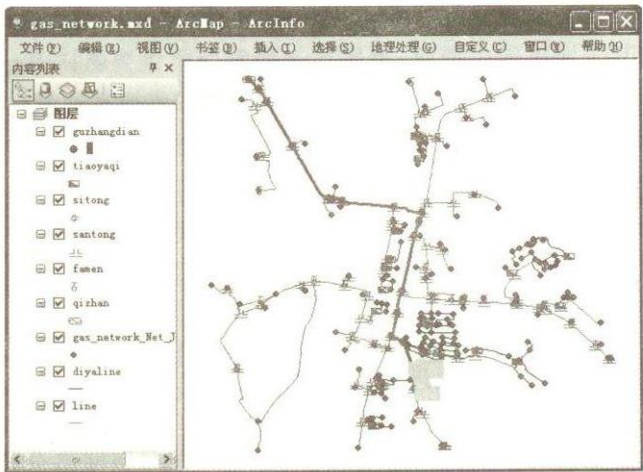 gas_network.mxd - ArcMap - ArcInfo
文件(F) 编辑(E) 视图(V) 书签(B) 插入(I) 选择(S) 地理处理(G) 自定义(C) 窗口(W) 帮助(H)
内容列表
图层
guzhangdian
tiaoyaqi
sitong
santong
famen
qizhan
gas_network_Net_J
diyaline
line